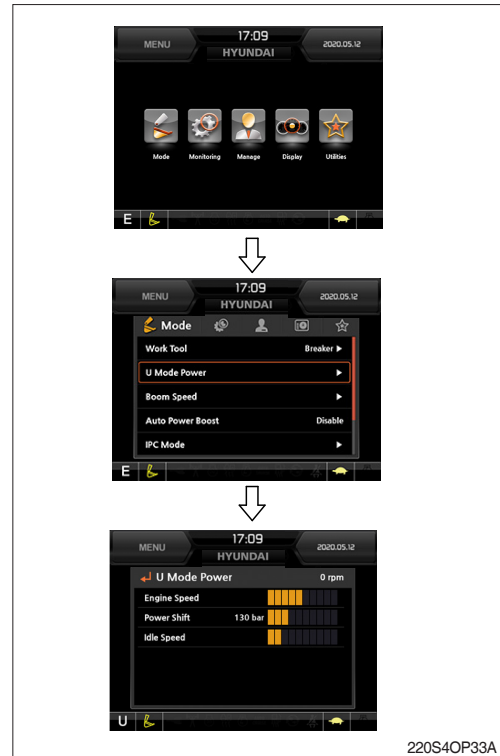 MENU
17:09
2020.05.12
HYUNDAI
Mode Monitoring Manage Display Utilities
E
MENU
17:09
2020.05.12
HYUNDAI
Mode
Work Tool Breaker ▶
U Mode Power ▶
Boom Speed ▶
Auto Power Boost Disable
IPC Mode ▶
E
MENU
17:09
2020.05.12
HYUNDAI
U Mode Power 0 rpm
Engine Speed
Power Shift 130 bar
Idle Speed
U
220S4OP33A